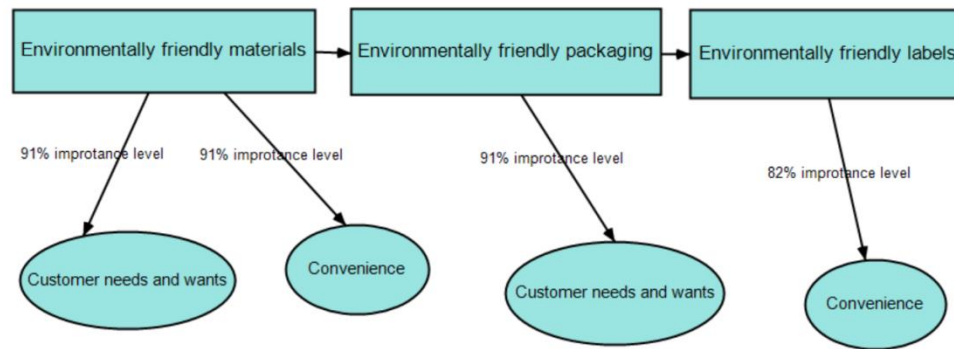 Environmentally friendly materials
Environmentally friendly packaging
Environmentally friendly labels
91% improtance level
91% improtance level
91% improtance level
82% improtance level
Customer needs and wants
Convenience
Customer needs and wants
Convenience